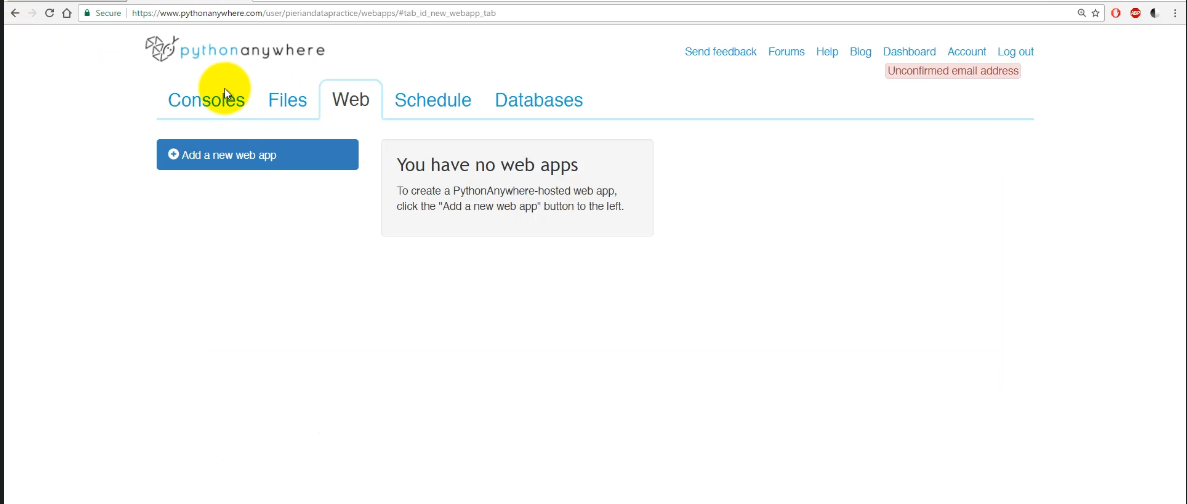 Secure https://www.pythonanywhere.com/user/pieriandatapractice/webapps/#tab_id_new_webapp_tab
ABP
pythonanywhere
Send feedback Forums Help Blog Dashboard Account Log out
Unconfirmed email address
Consoles Files Web Schedule Databases
Add a new web app
You have no web apps
To create a PythonAnywhere-hosted web app,
click the "Add a new web app" button to the left.